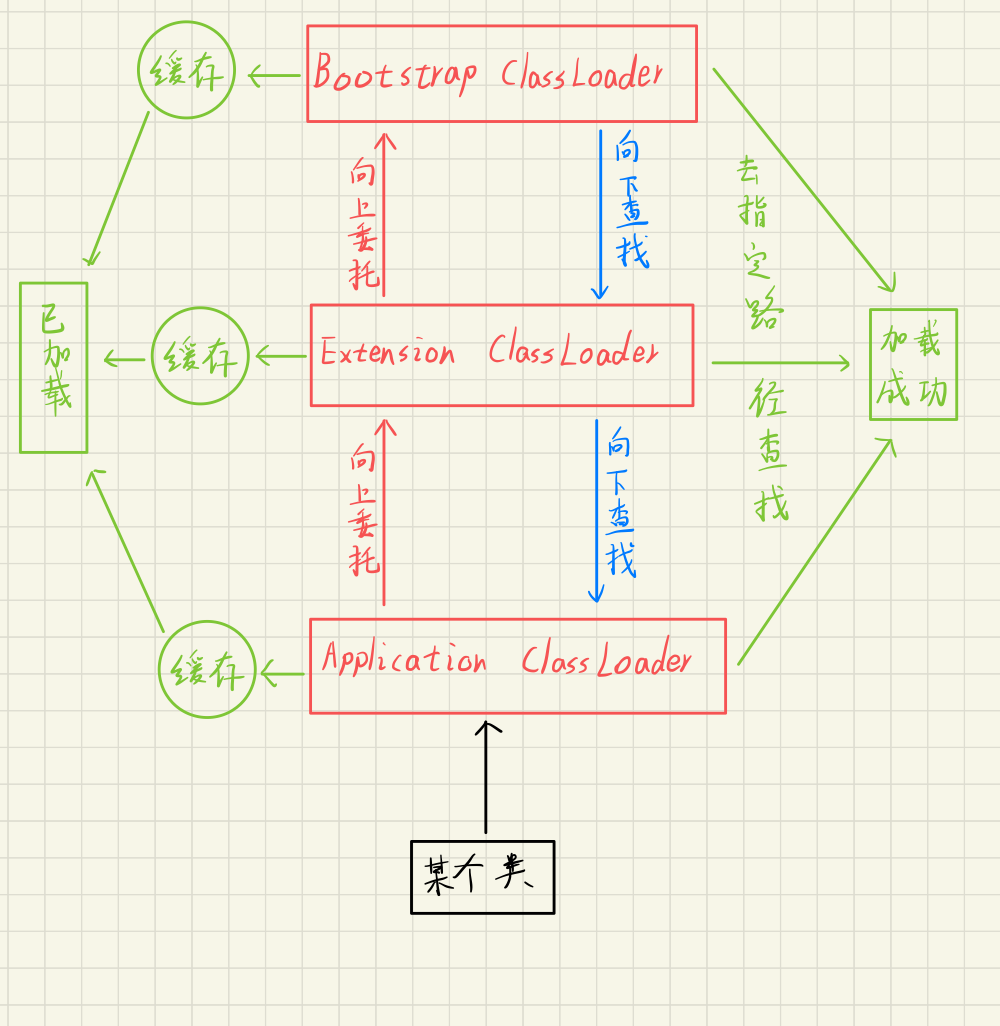 缓存
Bootstrap ClassLoader
向上委托
向下查找
去指定路径查找
已加载
缓存
Extension ClassLoader
加载
成功
向上委托
向下查找
缓存
Application ClassLoader
某个类